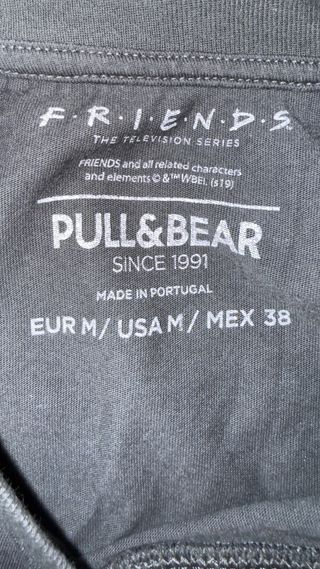 F·R·I·E·N·D·S™
THE TELEVISION SERIES
FRIENDS and all related characters
and elements © &™ WBEI. (s19)
PULL&BEAR
SINCE 1991
MADE IN PORTUGAL
EUR M/ USA M/ MEX 38